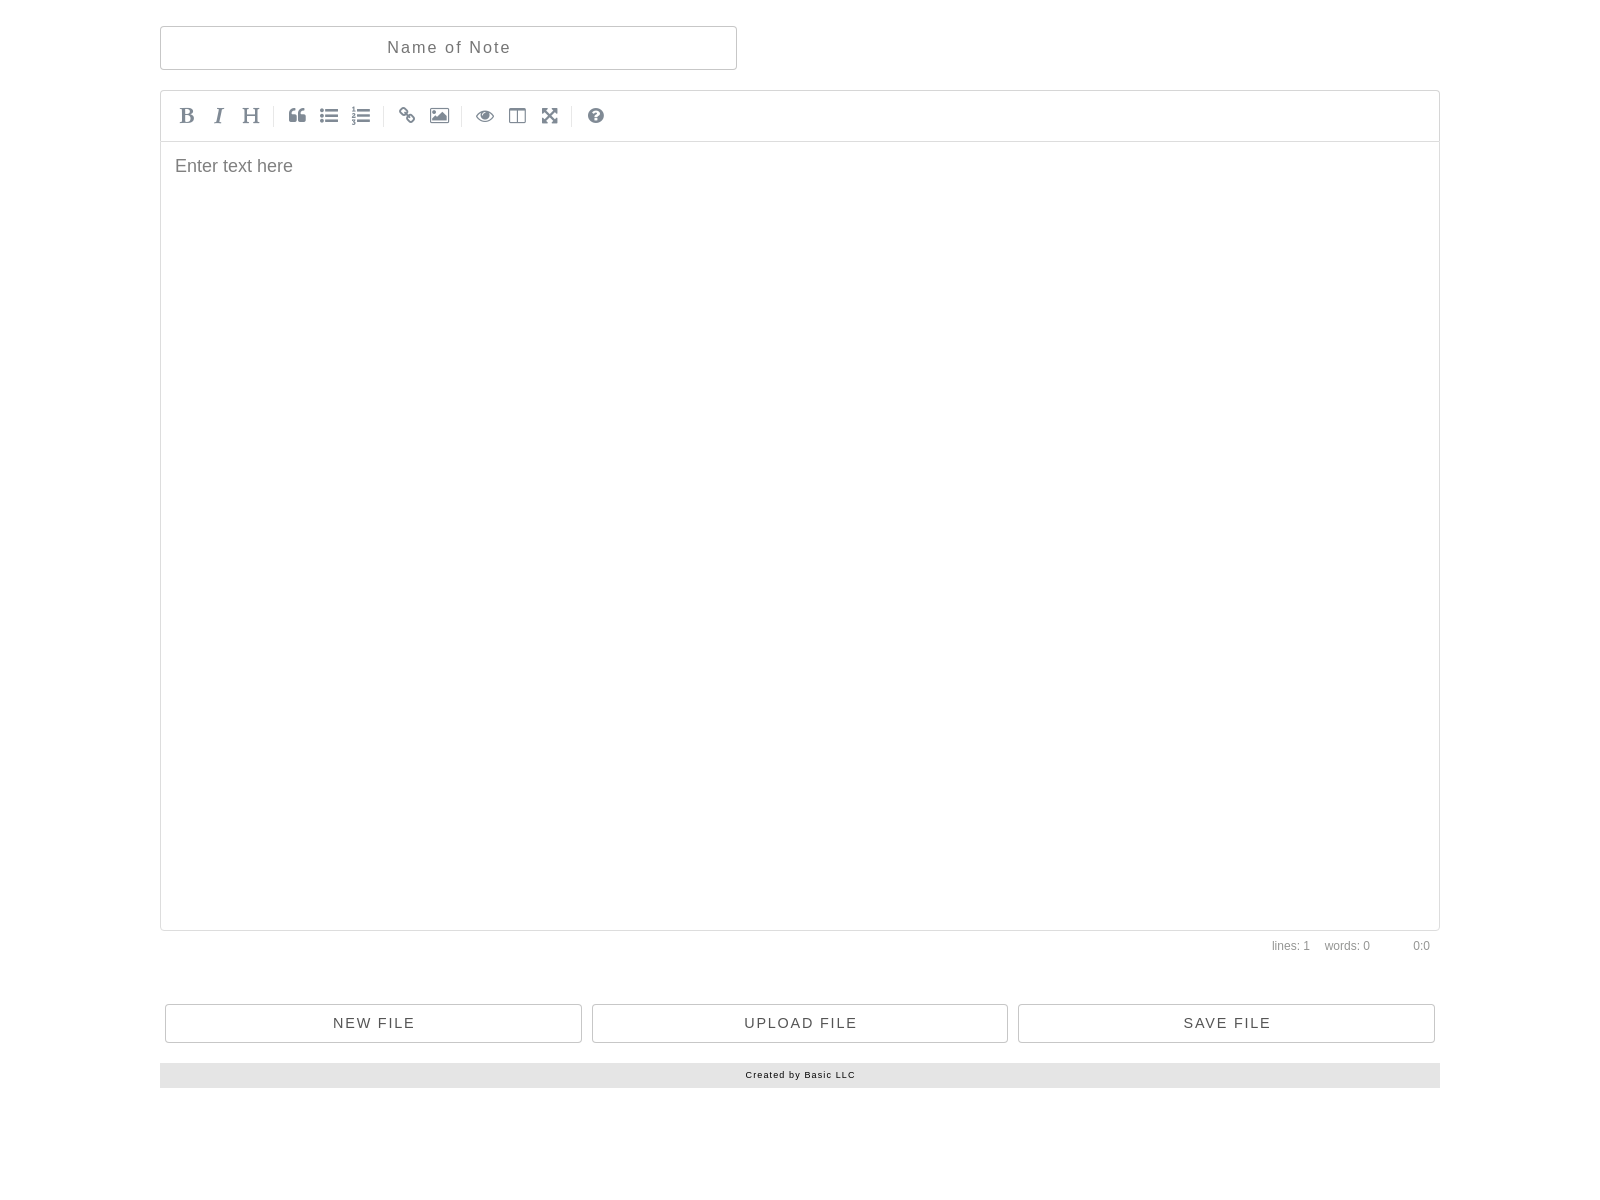 Name of Note
B I H
Enter text here
lines: 1 words: 0 0:0
NEW FILE UPLOAD FILE SAVE FILE
Created by Basic LLC